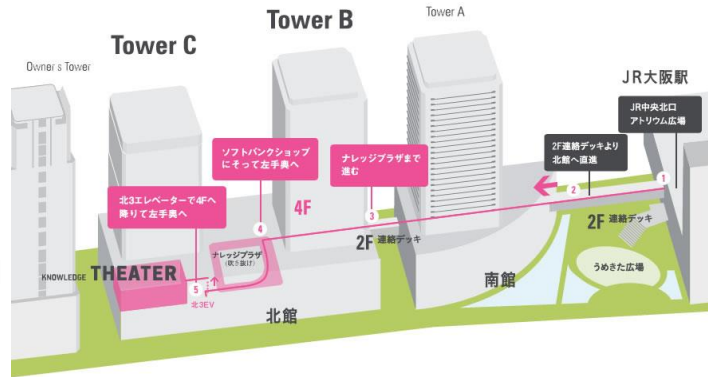 Tower B
Tower A
Tower C
Owner s Tower
JR大阪駅
JR中央北口
アトリウム広場
2F連絡デッキより
北館へ直進
ソフトバンクショップ
にそって左手奥へ
ナレッジプラザまで
進む
北3エレベーターで4Fへ
降りて左手奥へ
1
2
3
4
4F
2F 連絡デッキ
2F 連絡デッキ
ナレッジプラザ
(吹き抜け)
うめきた広場
KNOWLEDGE THEATER
5
北3EV
南館
北館